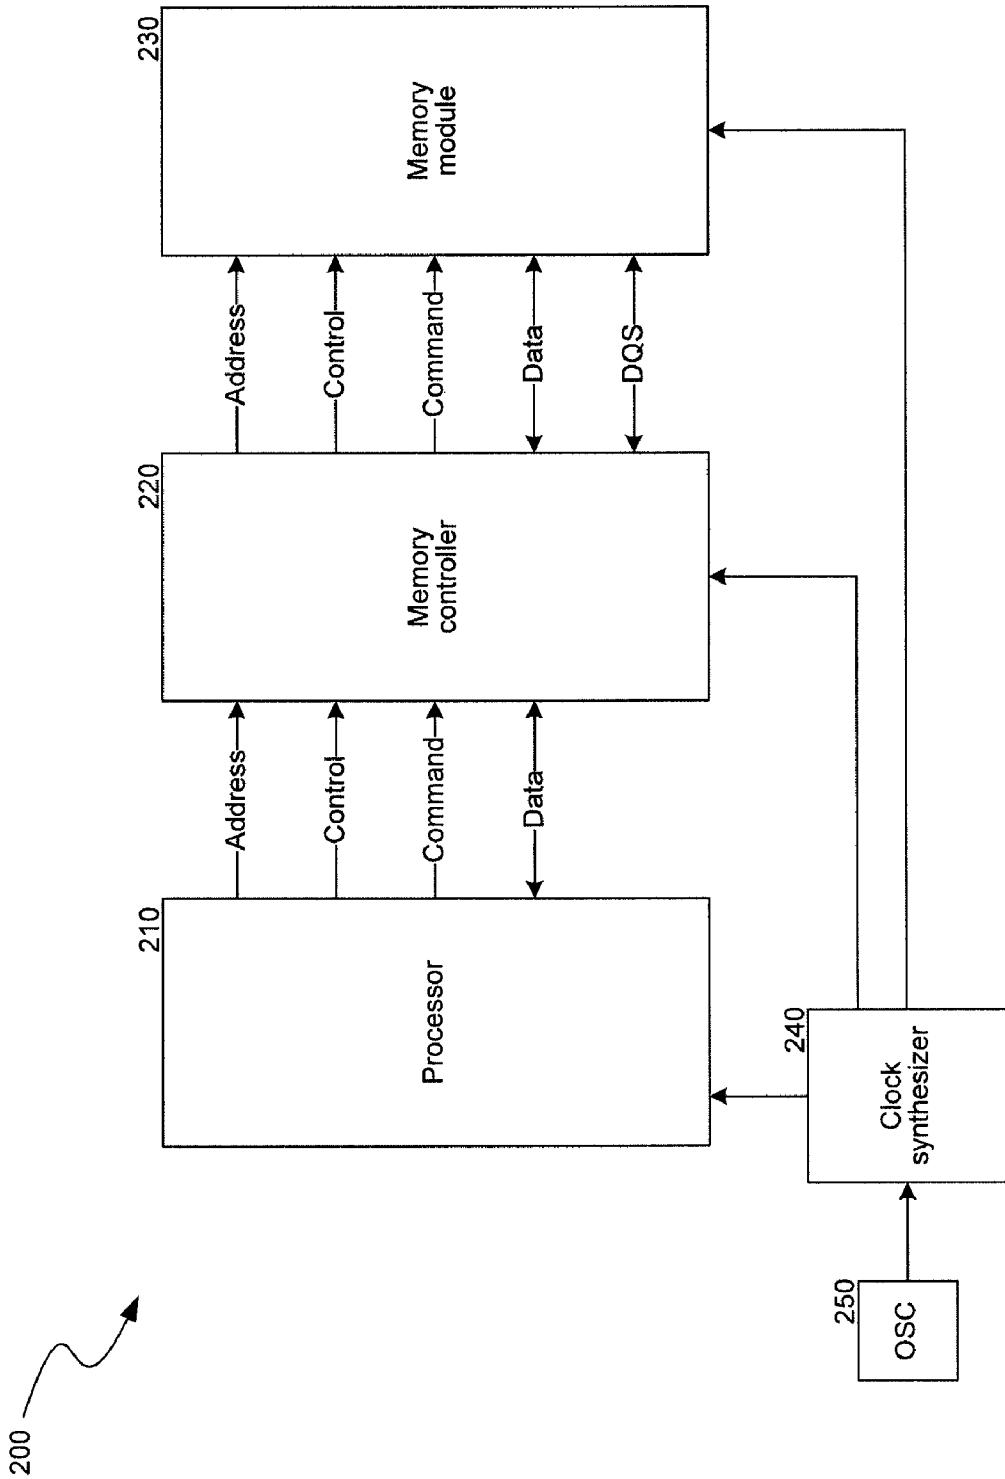 200
210
Processor
Address
Control
Command
Data
220
Memory
controller
Address
Control
Command
Data
DQS
230
Memory
module
250
OSC
240
Clock
synthesizer